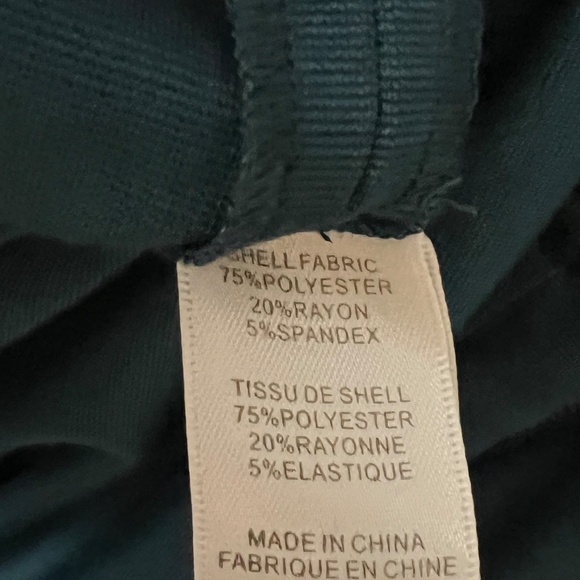 SHELL FABRIC
75%POLYESTER
20%RAYON
5%SPANDEX
TISSU DE SHELL
75%POLYESTER
20%RAYONNE
5%ELASTIQUE
MADE IN CHINA
FABRIQUE EN CHINE